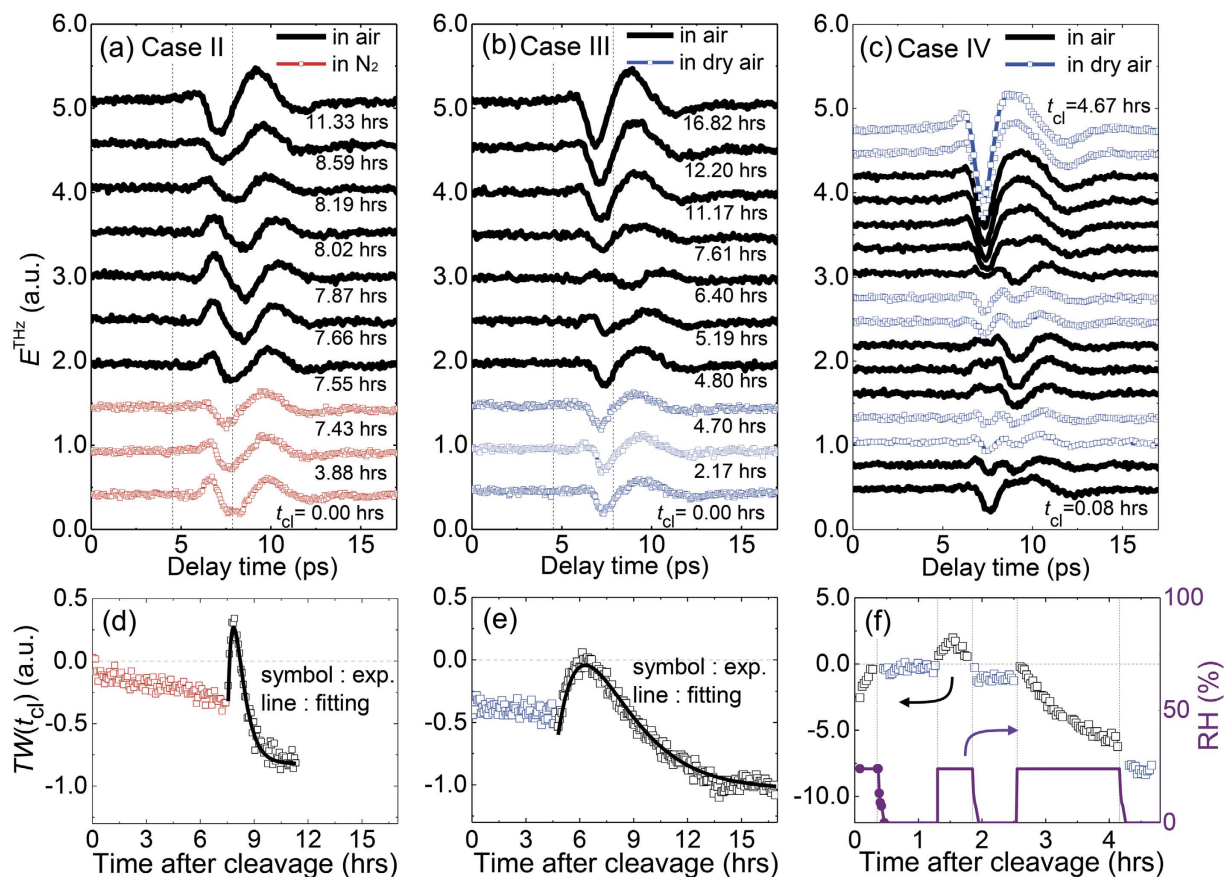 (a) Case II
in air
in N₂
11.33 hrs
8.59 hrs
8.19 hrs
8.02 hrs
7.87 hrs
7.66 hrs
7.55 hrs
7.43 hrs
3.88 hrs
t_cl= 0.00 hrs
6.0
5.0
4.0
3.0
2.0
1.0
0.0
E^THz (a.u.)
0 5 10 15
Delay time (ps)
(b) Case III
in air
in dry air
16.82 hrs
12.20 hrs
11.17 hrs
7.61 hrs
6.40 hrs
5.19 hrs
4.80 hrs
4.70 hrs
2.17 hrs
t_cl= 0.00 hrs
6.0
5.0
4.0
3.0
2.0
1.0
0.0
0 5 10 15
Delay time (ps)
(c) Case IV
in air
in dry air
t_cl=4.67 hrs
t_cl=0.08 hrs
6.0
5.0
4.0
3.0
2.0
1.0
0.0
0 5 10 15
Delay time (ps)
(d)
symbol : exp.
line : fitting
0.5
0.0
-0.5
-1.0
TW(t_cl) (a.u.)
0 3 6 9 12 15
Time after cleavage (hrs)
(e)
symbol : exp.
line : fitting
0.5
0.0
-0.5
-1.0
0 3 6 9 12 15
Time after cleavage (hrs)
(f)
5.0
0.0
-5.0
-10.0
100
50
0
RH (%)
0 1 2 3 4
Time after cleavage (hrs)